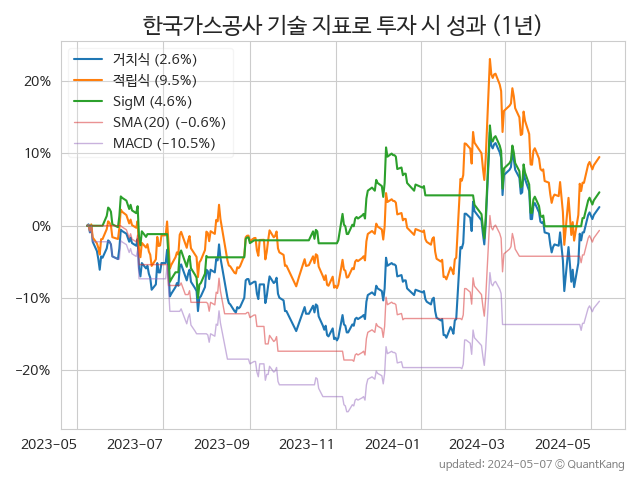 한국가스공사 기술 지표로 투자 시 성과 (1년)
거치식 (2.6%)
적립식 (9.5%)
SigM (4.6%)
SMA(20) (−0.6%)
MACD (−10.5%)
20%
10%
0%
−10%
−20%
2023−05 2023−07 2023−09 2023−11 2024−01 2024−03 2024−05
updated: 2024−05−07 © QuantKang